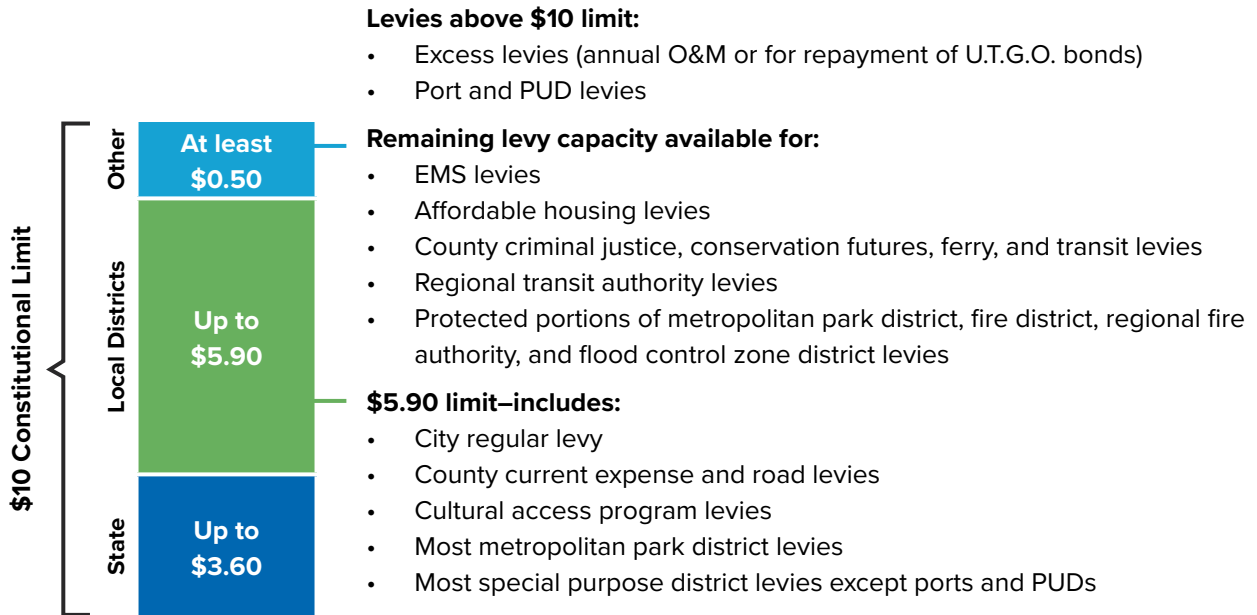 Levies above $10 limit:
• Excess levies (annual O&M or for repayment of U.T.G.O. bonds)
• Port and PUD levies
$10 Constitutional Limit
Other
At least
$0.50
Remaining levy capacity available for:
• EMS levies
• Affordable housing levies
• County criminal justice, conservation futures, ferry, and transit levies
• Regional transit authority levies
• Protected portions of metropolitan park district, fire district, regional fire
authority, and flood control zone district levies
Local Districts
Up to
$5.90
$5.90 limit–includes:
• City regular levy
• County current expense and road levies
• Cultural access program levies
• Most metropolitan park district levies
• Most special purpose district levies except ports and PUDs
State
Up to
$3.60